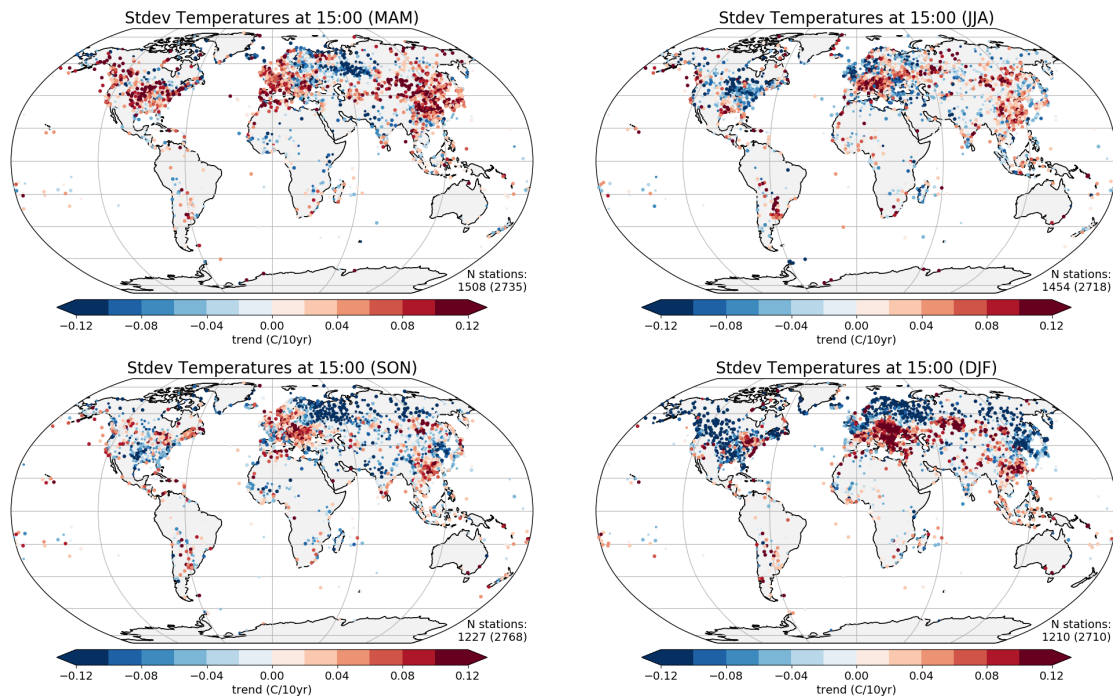 Stdev Temperatures at 15:00 (MAM)
N stations:
1508 (2735)
−0.12 −0.08 −0.04 0.00 0.04 0.08 0.12
trend (C/10yr)
Stdev Temperatures at 15:00 (JJA)
N stations:
1454 (2718)
−0.12 −0.08 −0.04 0.00 0.04 0.08 0.12
trend (C/10yr)
Stdev Temperatures at 15:00 (SON)
N stations:
1227 (2768)
−0.12 −0.08 −0.04 0.00 0.04 0.08 0.12
trend (C/10yr)
Stdev Temperatures at 15:00 (DJF)
N stations:
1210 (2710)
−0.12 −0.08 −0.04 0.00 0.04 0.08 0.12
trend (C/10yr)